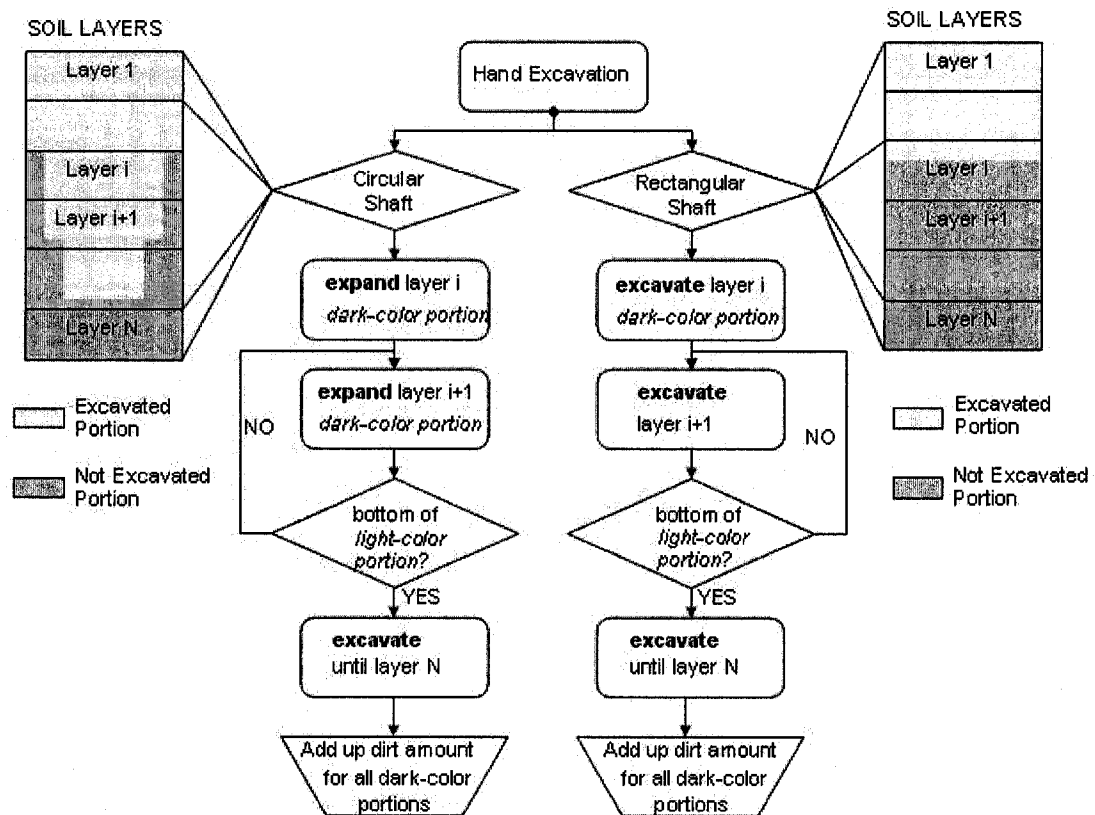 SOIL LAYERS
Layer 1
Layer i
Layer i+1
Layer N
Excavated
Portion
Not Excavated
Portion
Hand Excavation
Circular
Shaft
expand layer i
dark-color portion
expand layer i+1
dark-color portion
NO
bottom of
light-color
portion?
YES
excavate
until layer N
Add up dirt amount
for all dark-color
portions
Rectangular
Shaft
excavate layer i
dark-color portion
excavate
layer i+1
NO
bottom of
light-color
portion?
YES
excavate
until layer N
Add up dirt amount
for all dark-color
portions
SOIL LAYERS
Layer 1
Layer i
Layer i+1
Layer N
Excavated
Portion
Not Excavated
Portion